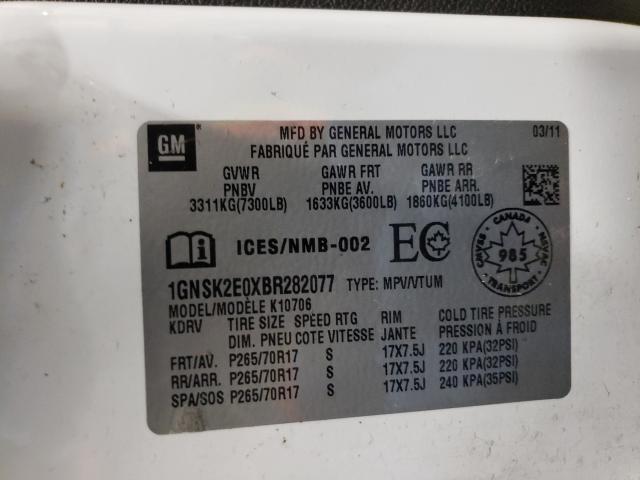 GM
MFD BY GENERAL MOTORS LLC 03/11
FABRIQUÉ PAR GENERAL MOTORS LLC
GVWR GAWR FRT GAWR RR
PNBV PNBE AV. PNBE ARR.
3311KG(7300LB) 1633KG(3600LB) 1860KG(4100LB)
i ICES/NMB-002 EC
CANADA
CMVSS 985 NSVAC
TRANSPORT
1GNSK2E0XBR282077 TYPE: MPV/VTUM
MODEL/MODÈLE K10706
KDRV TIRE SIZE SPEED RTG RIM COLD TIRE PRESSURE
DIM. PNEU COTE VITESSE JANTE PRESSION À FROID
FRT/AV. P265/70R17 S 17X7.5J 220 KPA(32PSI)
RR/ARR. P265/70R17 S 17X7.5J 220 KPA(32PSI)
SPA/SOS P265/70R17 S 17X7.5J 240 KPA(35PSI)